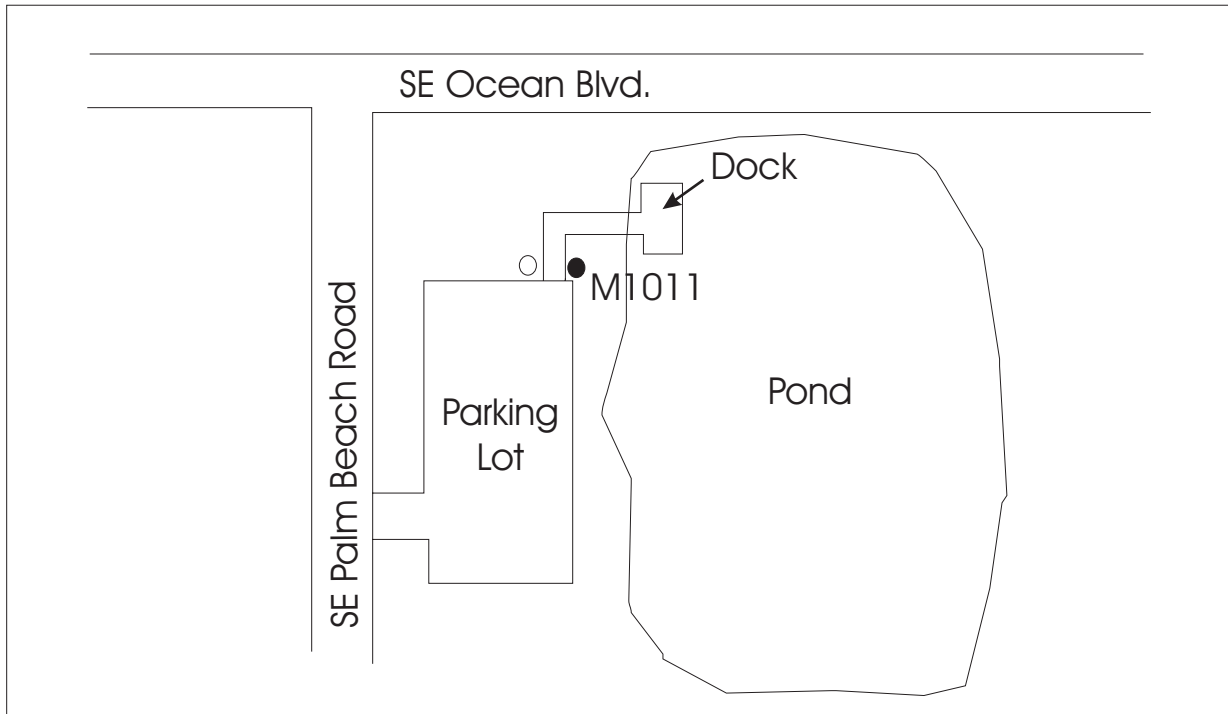 SE Ocean Blvd.
Dock
M1011
SE Palm Beach Road
Parking
Lot
Pond